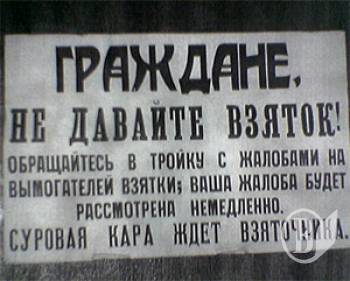 ГРАЖДАНЕ,
НЕ ДАВАЙТЕ ВЗЯТОК!
ОБРАЩАЙТЕСЬ В ТРОЙКУ С ЖАЛОБАМИ НА
ВЫМОГАТЕЛЕЙ ВЗЯТКИ; ВАША ЖАЛОБА БУДЕТ
РАССМОТРЕНА НЕМЕДЛЕННО.
СУРОВАЯ КАРА ЖДЕТ ВЗЯТОЧНИКА.